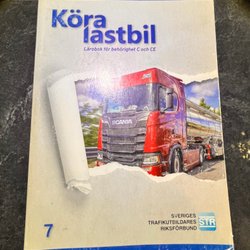 Köra
lastbil
Lärobok för behörighet C och CE
SCANIA
7
SVERIGES
TRAFIKUTBILDARES
RIKSFÖRBUND
STR